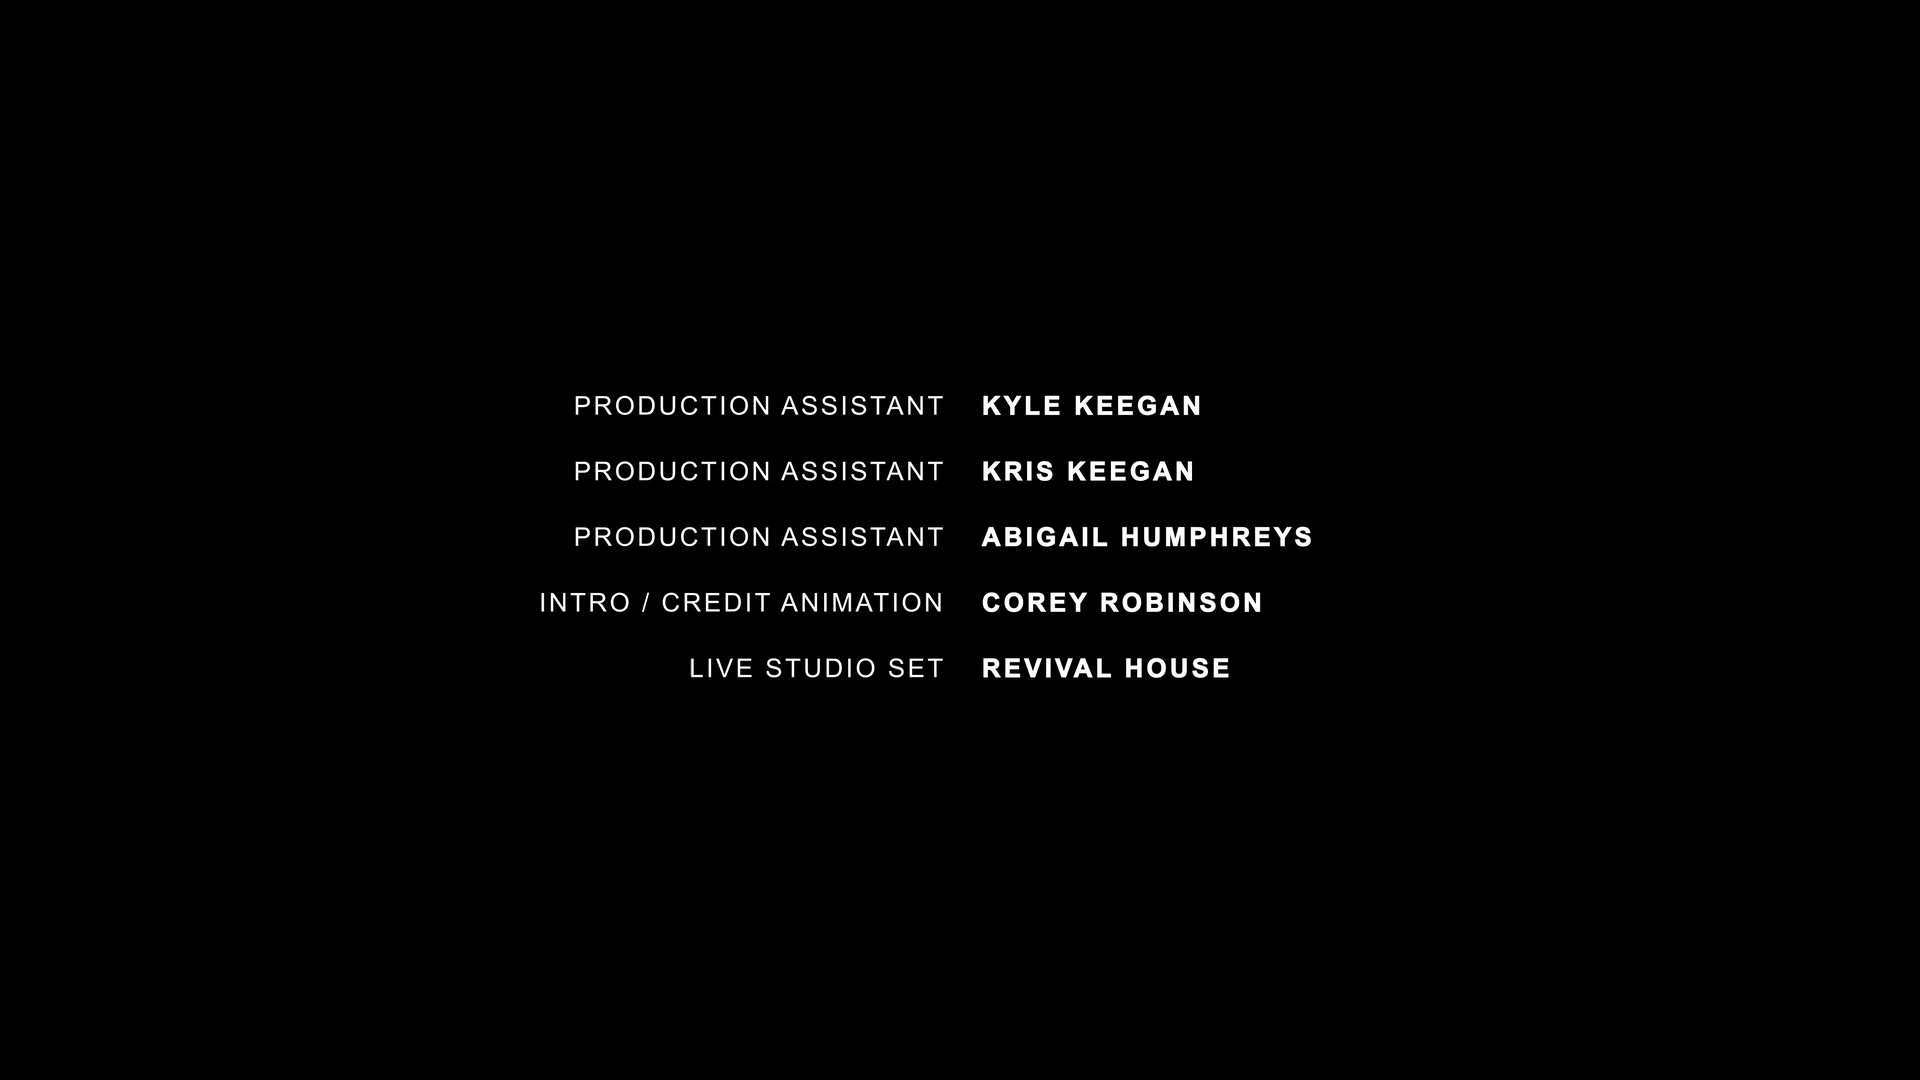 PRODUCTION ASSISTANT KYLE KEEGAN
PRODUCTION ASSISTANT KRIS KEEGAN
PRODUCTION ASSISTANT ABIGAIL HUMPHREYS
INTRO / CREDIT ANIMATION COREY ROBINSON
LIVE STUDIO SET REVIVAL HOUSE